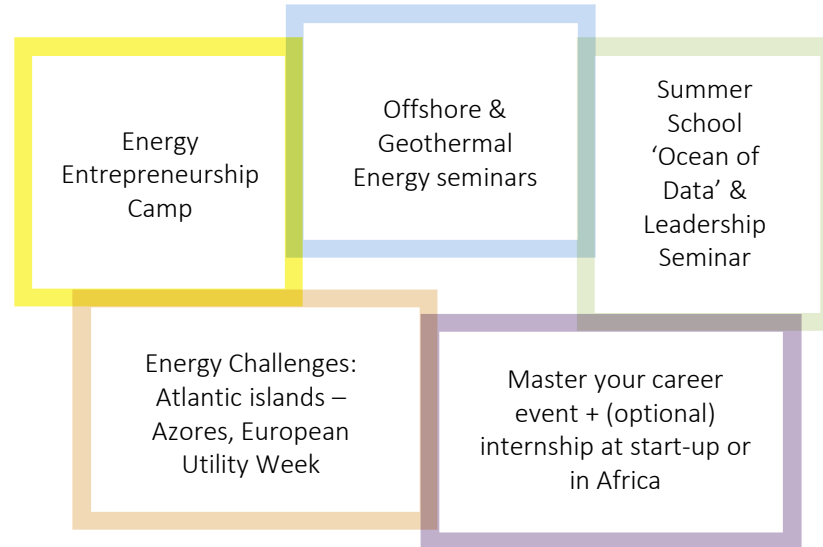 Energy
Entrepreneurship
Camp
Offshore &
Geothermal
Energy seminars
Summer
School
‘Ocean of
Data’ &
Leadership
Seminar
Energy Challenges:
Atlantic islands –
Azores, European
Utility Week
Master your career
event + (optional)
internship at start-up or
in Africa